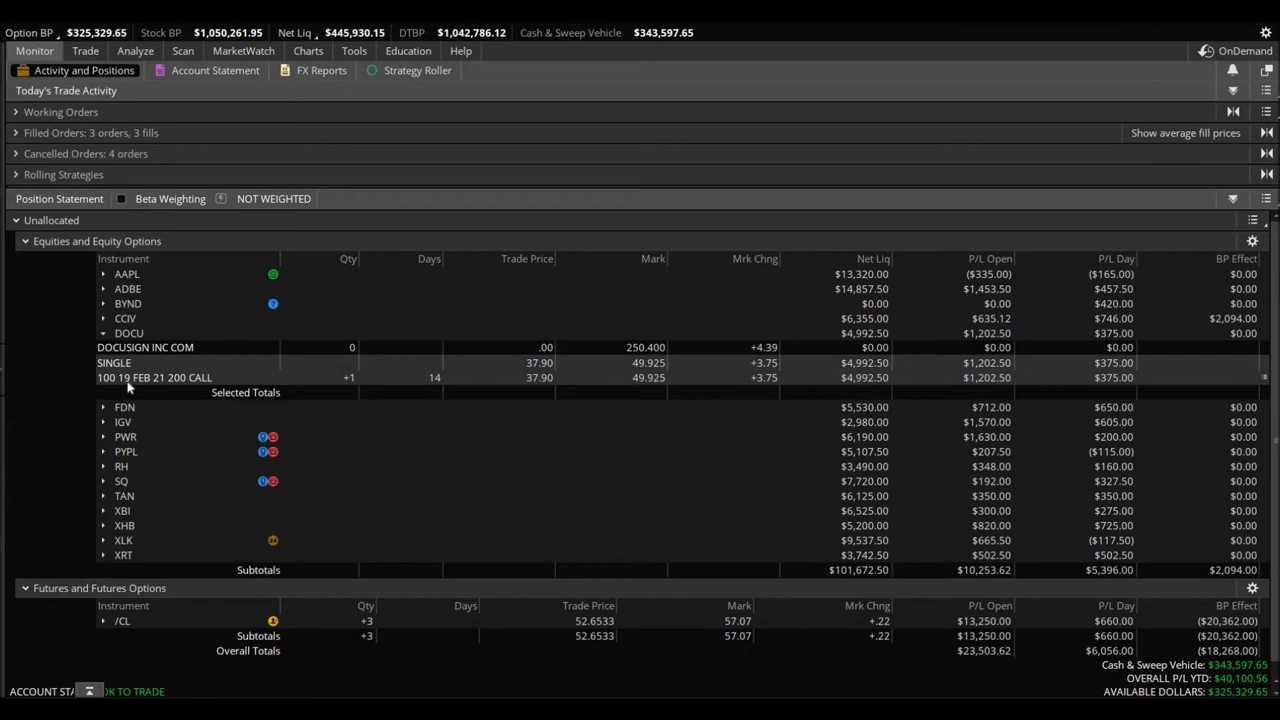 Option BP $325,329.65 Stock BP $1,050,261.95 Net Liq $445,930.15 DTBP $1,042,786.12 Cash & Sweep Vehicle $343,597.65
Monitor Trade Analyze Scan MarketWatch Charts Tools Education Help OnDemand
Activity and Positions Account Statement FX Reports Strategy Roller
Today's Trade Activity
Working Orders
Filled Orders: 3 orders, 3 fills Show average fill prices
Cancelled Orders: 4 orders
Rolling Strategies
Position Statement Beta Weighting NOT WEIGHTED
Unallocated
Equities and Equity Options
Instrument Qty Days Trade Price Mark Mrk Chng Net Liq P/L Open P/L Day BP Effect
AAPL $13,320.00 ($335.00) ($165.00) $0.00
ADBE $14,857.50 $1,453.50 $457.50 $0.00
BYND $0.00 $0.00 $420.00 $0.00
CCIV $6,355.00 $635.12 $746.00 $2,094.00
DOCU $4,992.50 $1,202.50 $375.00 $0.00
DOCUSIGN INC COM 0 .00 250.400 +4.39 $0.00 $0.00 $0.00 $0.00
SINGLE 37.90 49.925 +3.75 $4,992.50 $1,202.50 $375.00
100 19 FEB 21 200 CALL +1 14 37.90 49.925 +3.75 $4,992.50 $1,202.50 $375.00
Selected Totals
FDN $5,530.00 $712.00 $650.00 $0.00
IGV $2,980.00 $1,570.00 $605.00 $0.00
PWR $6,190.00 $1,630.00 $200.00 $0.00
PYPL $5,107.50 $207.50 ($115.00) $0.00
RH $3,490.00 $348.00 $160.00 $0.00
SQ $7,720.00 $192.00 $327.50 $0.00
TAN $6,125.00 $350.00 $350.00 $0.00
XBI $6,525.00 $300.00 $275.00 $0.00
XHB $5,200.00 $820.00 $725.00 $0.00
XLK $9,537.50 $665.50 ($117.50) $0.00
XRT $3,742.50 $502.50 $502.50 $0.00
Subtotals $101,672.50 $10,253.62 $5,396.00 $2,094.00
Futures and Futures Options
Instrument Qty Days Trade Price Mark Mrk Chng P/L Open P/L Day BP Effect
/CL +3 52.6533 57.07 +.22 $13,250.00 $660.00 ($20,362.00)
Subtotals +3 52.6533 57.07 +.22 $13,250.00 $660.00 ($20,362.00)
Overall Totals $23,503.62 $6,056.00 ($18,268.00)
Cash & Sweep Vehicle: $343,597.65
OVERALL P/L YTD: $40,100.56
ACCOUNT STA OK TO TRADE AVAILABLE DOLLARS: $325,329.65